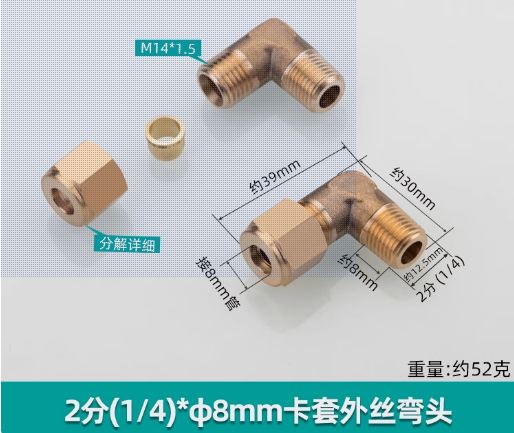 M14*1.5
分解详细
约39mm
约30mm
接8mm管
约8mm
约12.5mm
2分 (1/4)
重量:约52克
2分(1/4)*ф8mm卡套外丝弯头